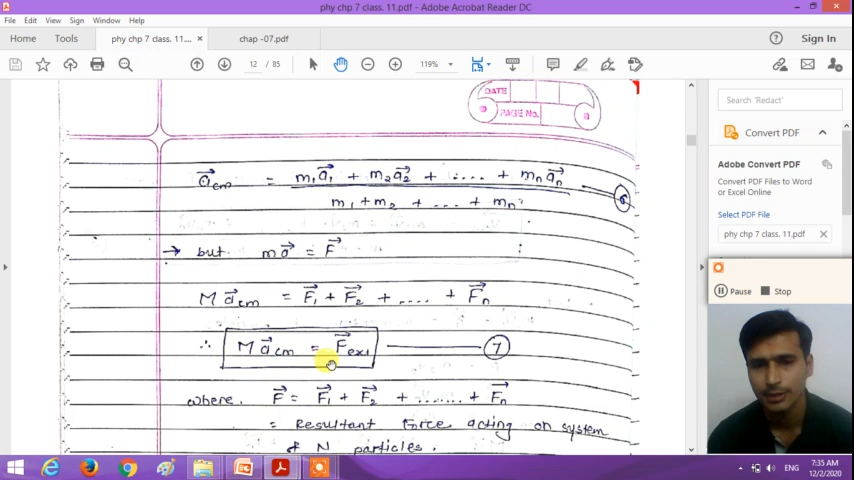 phy chp 7 class. 11.pdf - Adobe Acrobat Reader DC
File Edit View Sign Window Help
Home Tools phy chp 7 class. 11.... × chap -07.pdf Sign In
12 / 85 119%
DATE
PAGE No.
Search 'Redact'
Convert PDF
Adobe Convert PDF
Convert PDF Files to Word
or Excel Online
Select PDF File
phy chp 7 class. 11.pdf
Pause Stop
a⃗cm = m₁a⃗₁ + m₂a⃗₂ + ..... + mₙa⃗ₙ
m₁+m₂ + ... + mₙ
6
→ but ma⃗ = F⃗
M a⃗cm = F⃗₁ + F⃗₂ + ..... + F⃗ₙ
∴ M a⃗cm = F⃗ext 7
where. F⃗ = F⃗₁ + F⃗₂ + ....... + F⃗ₙ
= Resultant force acting on system
of N particles.
ENG
7:35 AM
12/2/2020